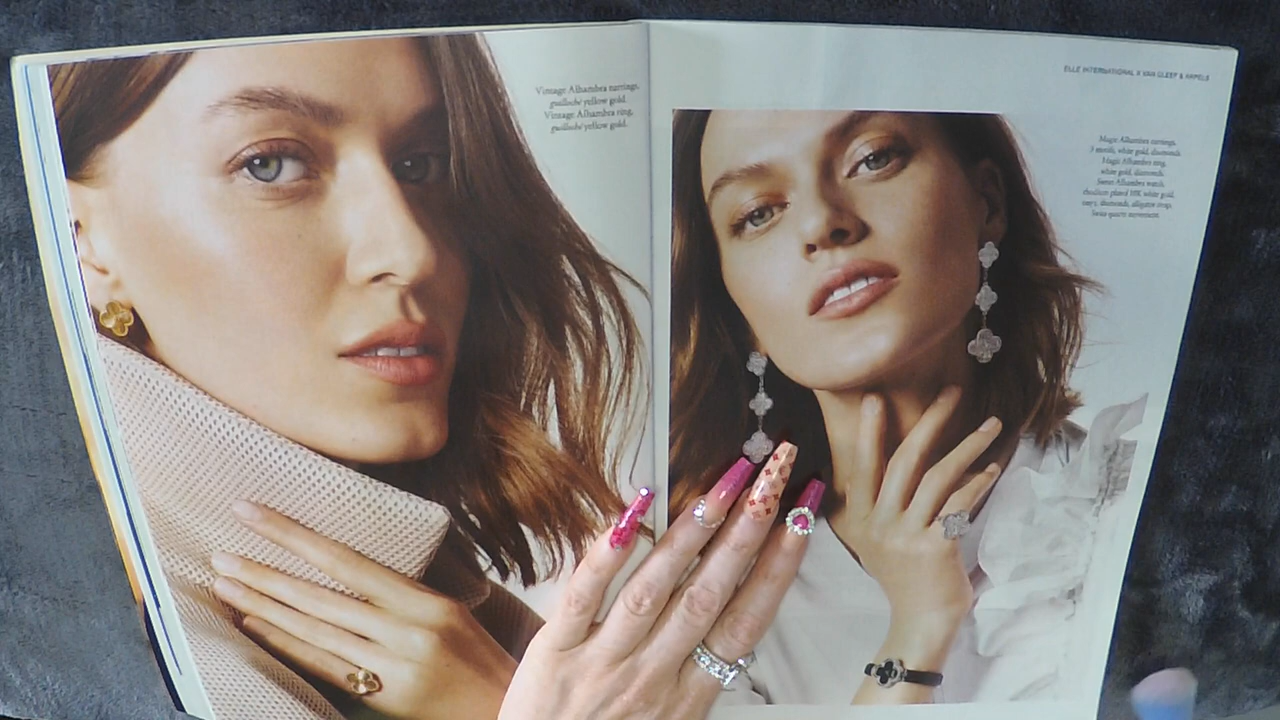 Vintage Alhambra earrings,
guilloché yellow gold.
Vintage Alhambra ring,
guilloché yellow gold.
ELLE INTERNATIONAL X VAN CLEEF & ARPELS
Magic Alhambra earrings,
3 motifs, white gold, diamonds.
Magic Alhambra ring,
white gold, diamonds.
Sweet Alhambra watch,
rhodium plated 18K white gold,
onyx, diamonds, alligator strap,
Swiss quartz movement.